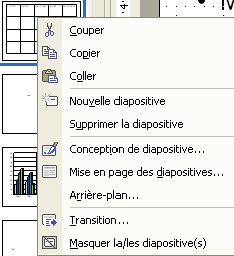 Couper
Copier
Coller
Nouvelle diapositive
Supprimer la diapositive
Conception de diapositive...
Mise en page des diapositives...
Arrière-plan...
Transition...
Masquer la/les diapositive(s)